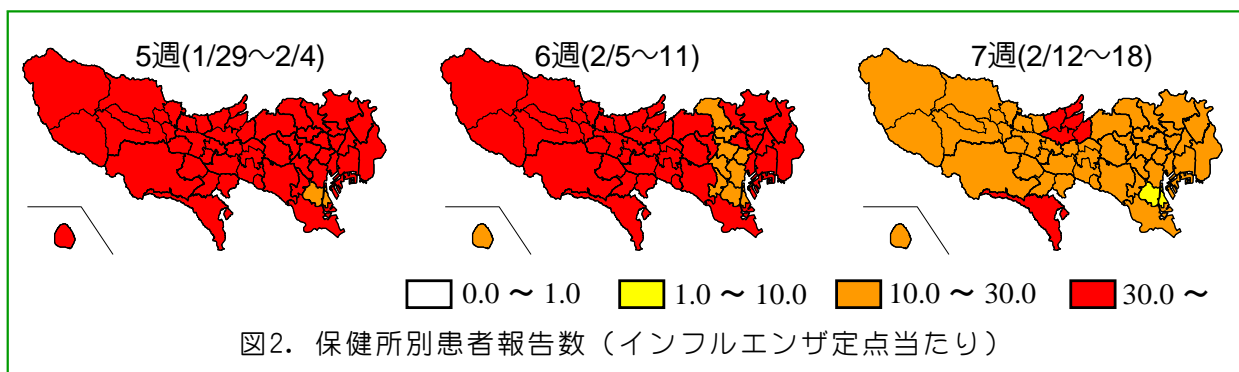 5週(1/29～2/4)
6週(2/5～11)
7週(2/12～18)
0.0 ～ 1.0
1.0 ～ 10.0
10.0 ～ 30.0
30.0 ～
図2. 保健所別患者報告数（インフルエンザ定点当たり）